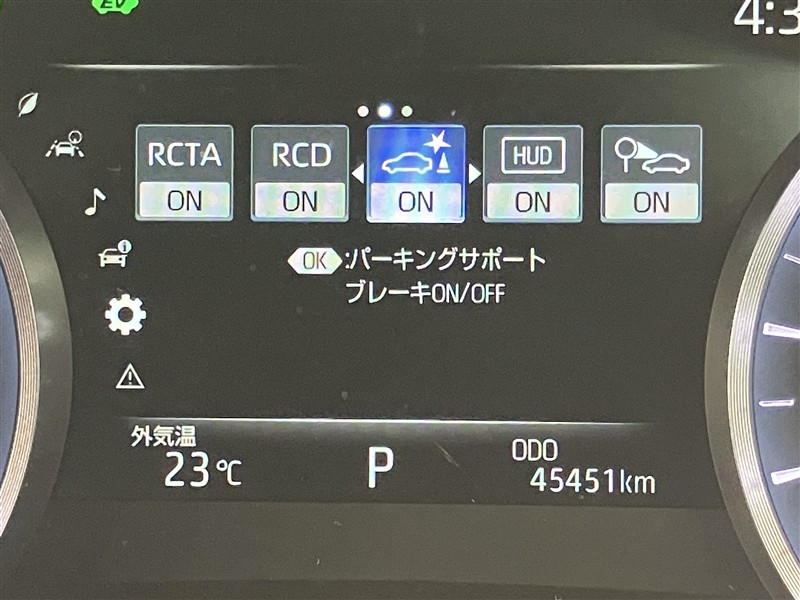 EV
4:3
RCTA RCD HUD
ON ON ON ON ON
OK:パーキングサポート
ブレーキON/OFF
外気温 ODO
23℃ P 45451km